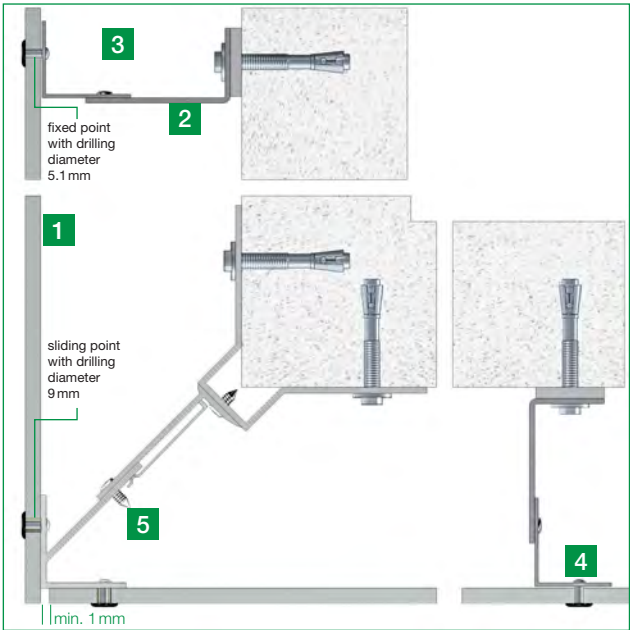 3
2
fixed point
with drilling
diameter
5.1 mm
1
sliding point
with drilling
diameter
9 mm
5
4
min. 1 mm